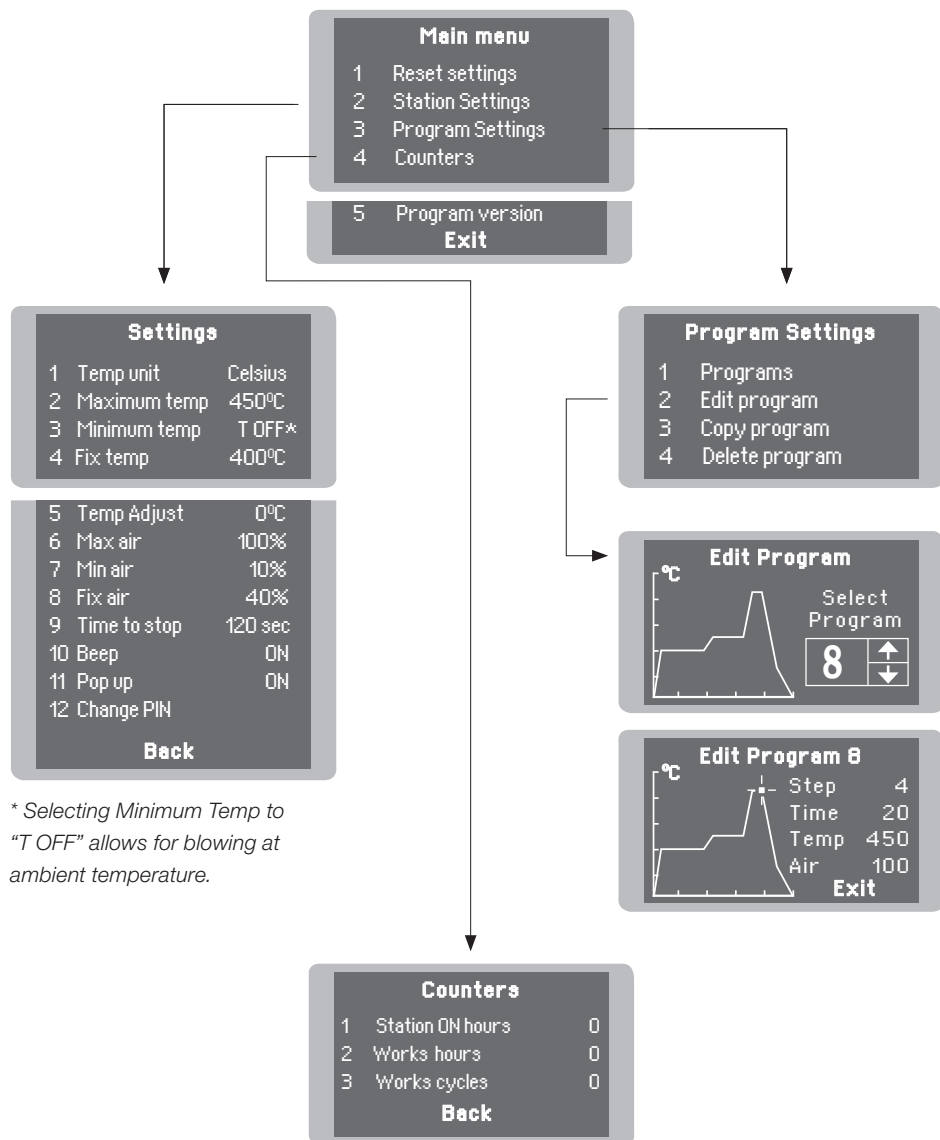 Main menu
1 Reset settings
2 Station Settings
3 Program Settings
4 Counters
5 Program version
Exit
Settings
1 Temp unit Celsius
2 Maximum temp 450ºC
3 Minimum temp T OFF*
4 Fix temp 400ºC
5 Temp Adjust 0ºC
6 Max air 100%
7 Min air 10%
8 Fix air 40%
9 Time to stop 120 sec
10 Beep ON
11 Pop up ON
12 Change PIN
Back
* Selecting Minimum Temp to
“T OFF” allows for blowing at
ambient temperature.
Program Settings
1 Programs
2 Edit program
3 Copy program
4 Delete program
Edit Program
ºC
Select
Program
8
Edit Program 8
ºC
Step 4
Time 20
Temp 450
Air 100
Exit
Counters
1 Station ON hours 0
2 Works hours 0
3 Works cycles 0
Back